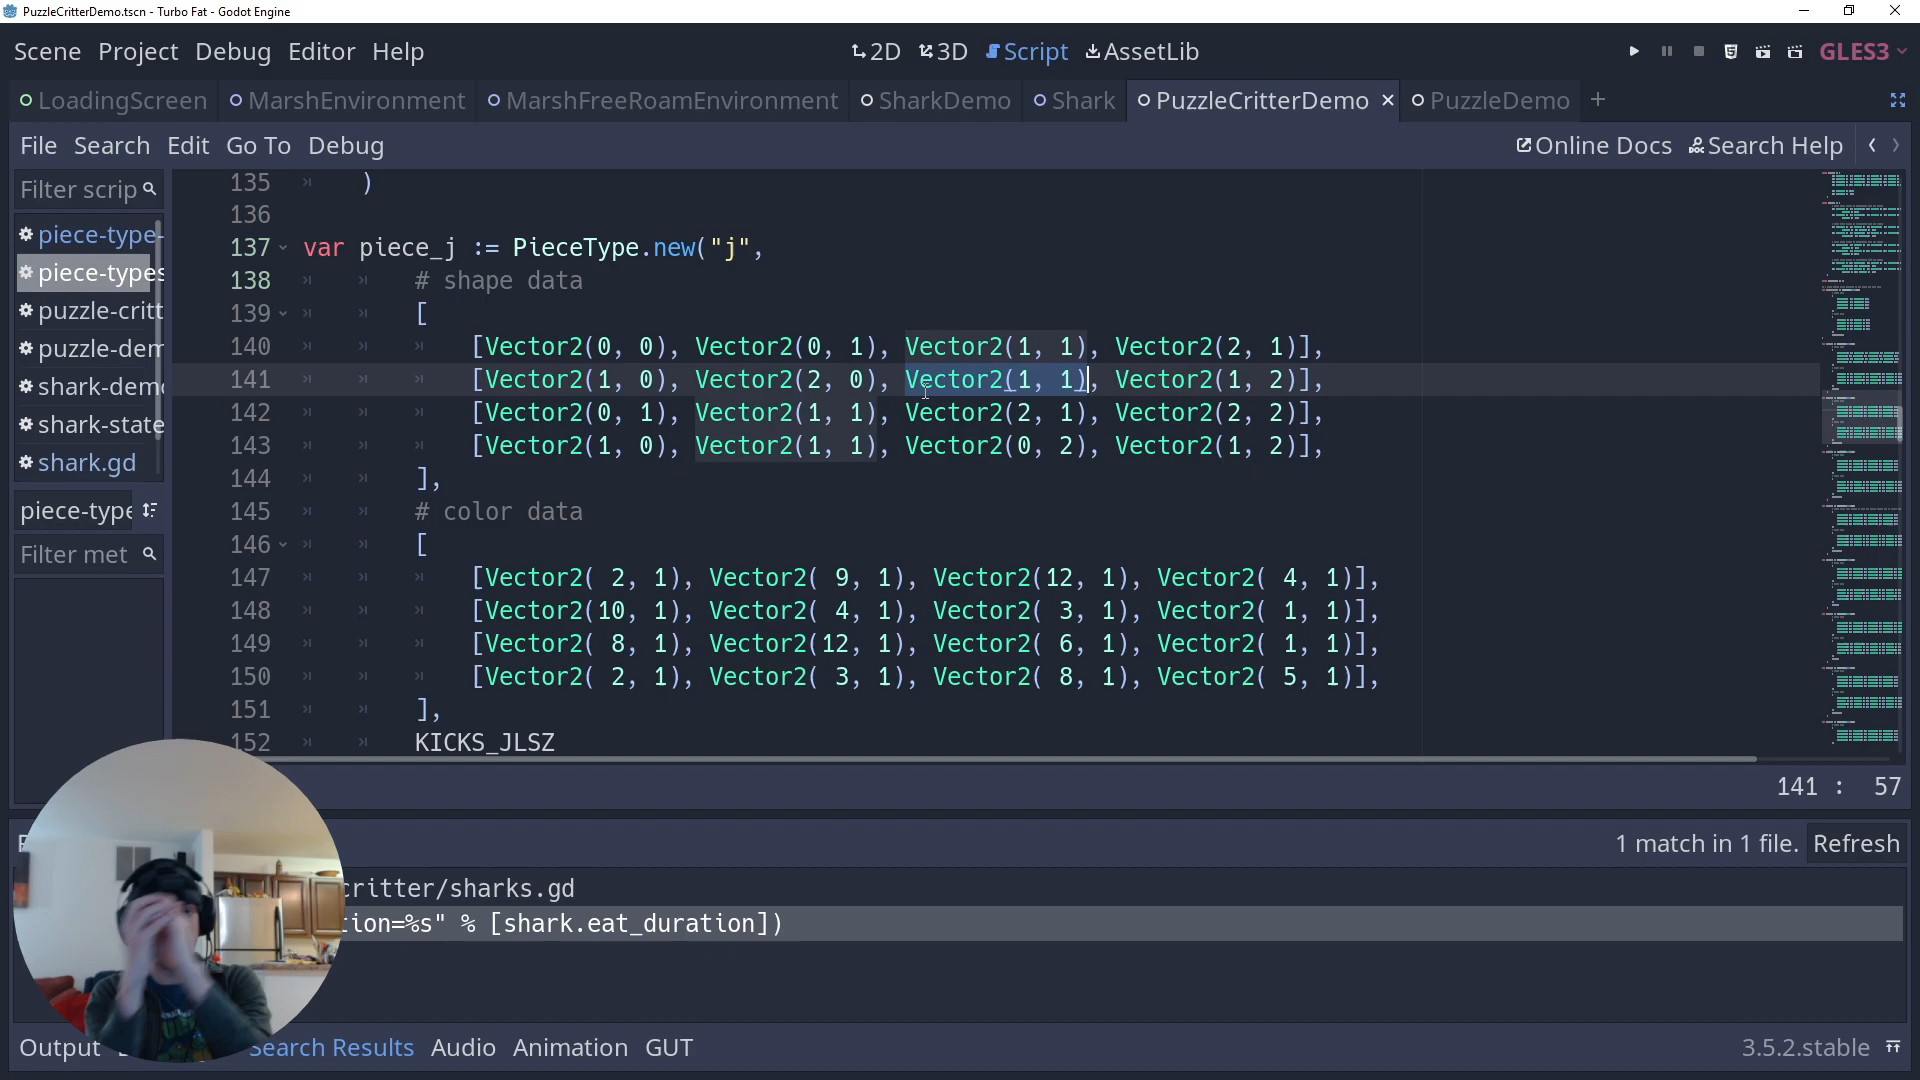 PuzzleCritterDemo.tscn - Turbo Fat - Godot Engine
Scene Project Debug Editor Help
2D 3D Script AssetLib
GLES3
LoadingScreen MarshEnvironment MarshFreeRoamEnvironment SharkDemo Shark PuzzleCritterDemo PuzzleDemo
File Search Edit Go To Debug
Online Docs Search Help
Filter scrip
piece-type-
piece-types
puzzle-critt
puzzle-dem
shark-demo
shark-state
shark.gd
piece-type
Filter met
135 )
136
137 var piece_j := PieceType.new("j",
138 # shape data
139 [
140 [Vector2(0, 0), Vector2(0, 1), Vector2(1, 1), Vector2(2, 1)],
141 [Vector2(1, 0), Vector2(2, 0), Vector2(1, 1), Vector2(1, 2)],
142 [Vector2(0, 1), Vector2(1, 1), Vector2(2, 1), Vector2(2, 2)],
143 [Vector2(1, 0), Vector2(1, 1), Vector2(0, 2), Vector2(1, 2)],
144 ],
145 # color data
146 [
147 [Vector2( 2, 1), Vector2( 9, 1), Vector2(12, 1), Vector2( 4, 1)],
148 [Vector2(10, 1), Vector2( 4, 1), Vector2( 3, 1), Vector2( 1, 1)],
149 [Vector2( 8, 1), Vector2(12, 1), Vector2( 6, 1), Vector2( 1, 1)],
150 [Vector2( 2, 1), Vector2( 3, 1), Vector2( 8, 1), Vector2( 5, 1)],
151 ],
152 KICKS_JLSZ
141 : 57
1 match in 1 file. Refresh
critter/sharks.gd
tion=%s" % [shark.eat_duration])
Output Search Results Audio Animation GUT
3.5.2.stable